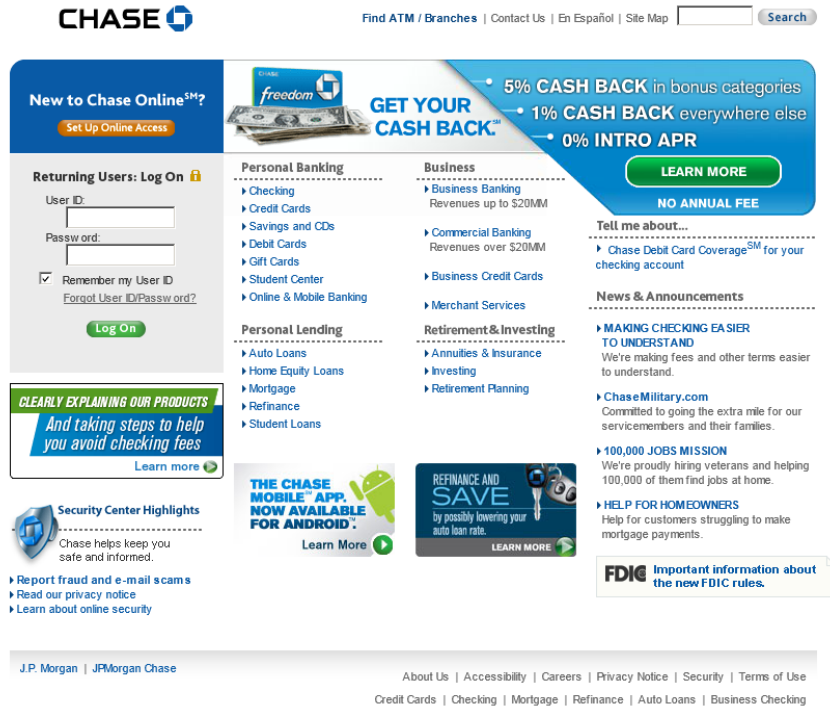 CHASE
Find ATM / Branches | Contact Us | En Español | Site Map
Search
New to Chase Online℠?
Set Up Online Access
CHASE
freedom
GET YOUR
CASH BACK.℠
5% CASH BACK in bonus categories
1% CASH BACK everywhere else
0% INTRO APR
LEARN MORE
NO ANNUAL FEE
Returning Users: Log On
User ID:
Password:
Remember my User ID
Forgot User ID/Password?
Log On
Personal Banking
Checking
Credit Cards
Savings and CDs
Debit Cards
Gift Cards
Student Center
Online & Mobile Banking
Personal Lending
Auto Loans
Home Equity Loans
Mortgage
Refinance
Student Loans
Business
Business Banking
Revenues up to $20MM
Commercial Banking
Revenues over $20MM
Business Credit Cards
Merchant Services
Retirement & Investing
Annuities & Insurance
Investing
Retirement Planning
Tell me about...
Chase Debit Card Coverage℠ for your
checking account
News & Announcements
MAKING CHECKING EASIER
TO UNDERSTAND
We're making fees and other terms easier
to understand.
ChaseMilitary.com
Committed to going the extra mile for our
servicemembers and their families.
100,000 JOBS MISSION
We're proudly hiring veterans and helping
100,000 of them find jobs at home.
HELP FOR HOMEOWNERS
Help for customers struggling to make
mortgage payments.
FDIC Important information about
the new FDIC rules.
CLEARLY EXPLAINING OUR PRODUCTS
And taking steps to help
you avoid checking fees
Learn more
Security Center Highlights
Chase helps keep you
safe and informed.
Report fraud and e-mail scams
Read our privacy notice
Learn about online security
THE CHASE
MOBILE℠ APP.
NOW AVAILABLE
FOR ANDROID™.
Learn More
REFINANCE AND
SAVE
by possibly lowering your
auto loan rate.
LEARN MORE
J.P. Morgan | JPMorgan Chase
About Us | Accessibility | Careers | Privacy Notice | Security | Terms of Use
Credit Cards | Checking | Mortgage | Refinance | Auto Loans | Business Checking